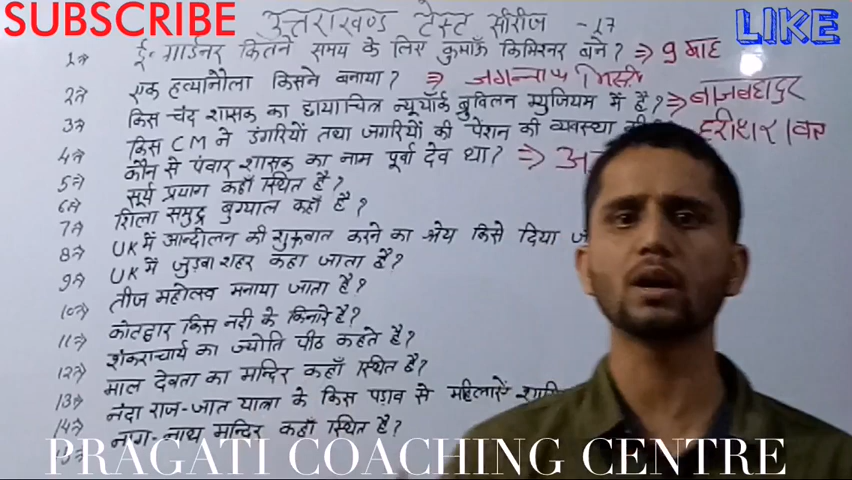 SUBSCRIBE
LIKE
उत्तराखण्ड टेस्ट सीरीज - 17
1⇒ ई. गार्डनर कितने समय के लिए कुमाऊँ कमिश्नर बने? ⇒ 9 माह
2⇒ एक हत्यानौला किसने बनाया? ⇒ जगन्नाथ मिस्त्री
3⇒ किस चंद शासक का छायाचित्र न्यूयॉर्क ब्रुकलिन म्युजियम में है? ⇒ बाजबहादुर
4⇒ किस CM ने डंगरियों तथा जगरियों की पेंशन की व्यवस्था हरीश रावत
5⇒ कौन से पंवार शासक का नाम पूर्वा देव था? ⇒
6⇒ सूर्य प्रयाग कहाँ स्थित है?
7⇒ शिला समुद्र बुग्याल कहाँ है?
8⇒ UK में आन्दोलन की शुरुवात करने का श्रेय किसे दिया
9⇒ UK में जुड़वा शहर कहा जाता है?
10⇒ तीज महोत्सव मनाया जाता है?
11⇒ कोटद्वार किस नदी के किनारे है?
12⇒ शंकराचार्य का ज्योति पीठ कहते है?
13⇒ माल देवता का मन्दिर कहाँ स्थित है?
14⇒ नंदा राज-जात यात्रा के किस पड़ाव से महिलाऐं
15⇒ नाग-नाथ मन्दिर कहाँ स्थित है?
PRAGATI COACHING CENTRE